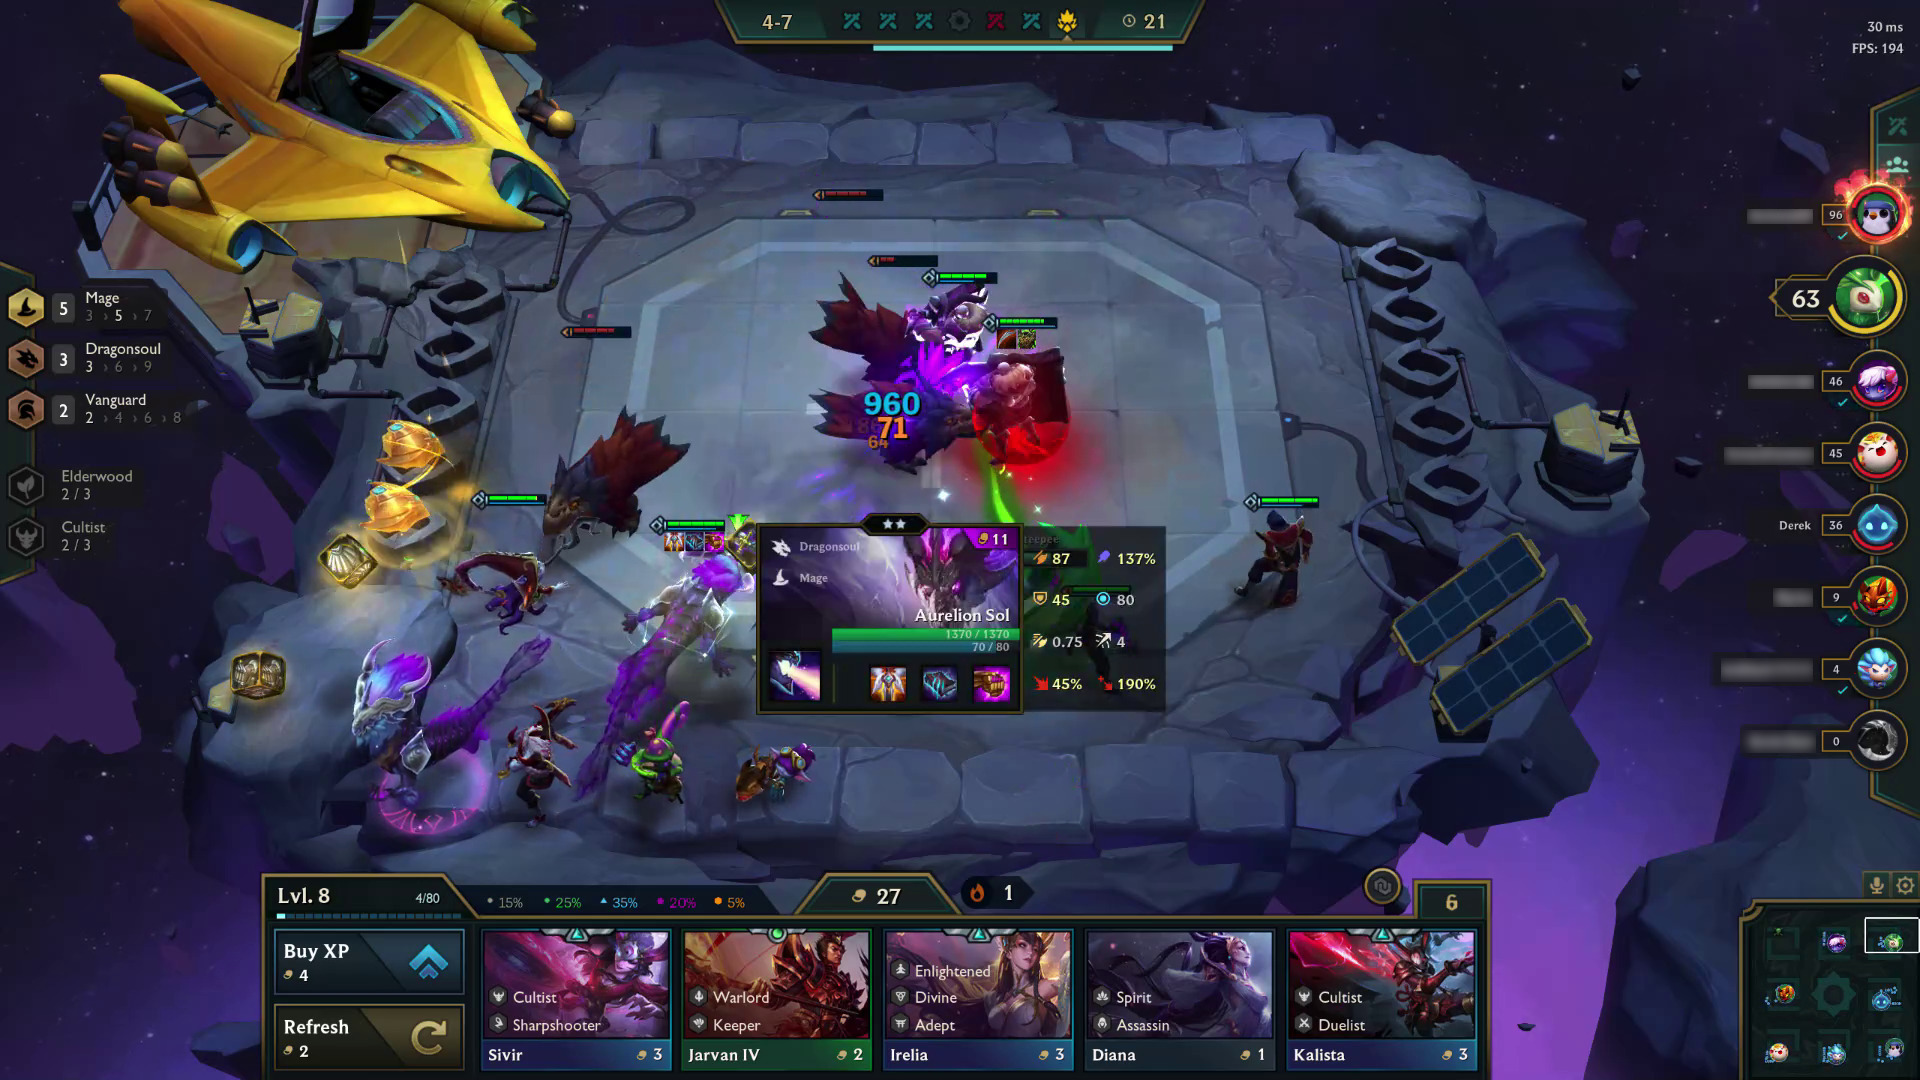 4-7
21
30 ms
FPS: 194
96
63
46
45
Derek 36
9
4
0
5 Mage
3 › 5 › 7
3 Dragonsoul
3 › 6 › 9
2 Vanguard
2 › 4 › 6 › 8
Elderwood
2 / 3
Cultist
2 / 3
960
71
64
Dragonsoul
11
Mage
Aurelion Sol
1370 / 1370
70 / 80
87 137%
45 80
0.75 4
45% 190%
Lvl. 8 4/80
15% 25% 35% 20% 5%
27
1
6
Buy XP
4
Refresh
2
Cultist
Sharpshooter
Sivir 3
Warlord
Keeper
Jarvan IV 2
Enlightened
Divine
Adept
Irelia 3
Spirit
Assassin
Diana 1
Cultist
Duelist
Kalista 3